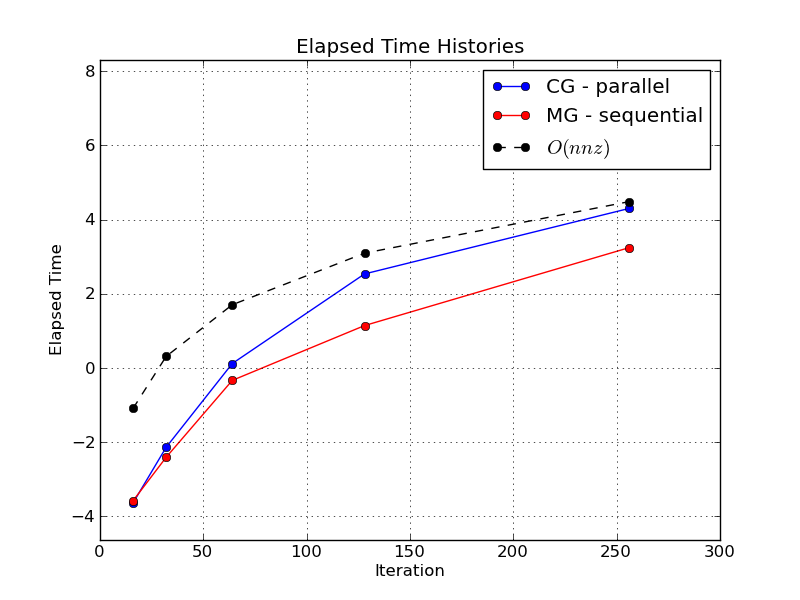 Elapsed Time Histories
CG - parallel
MG - sequential
O(nnz)
Elapsed Time
8
6
4
2
0
−2
−4
0 50 100 150 200 250 300
Iteration